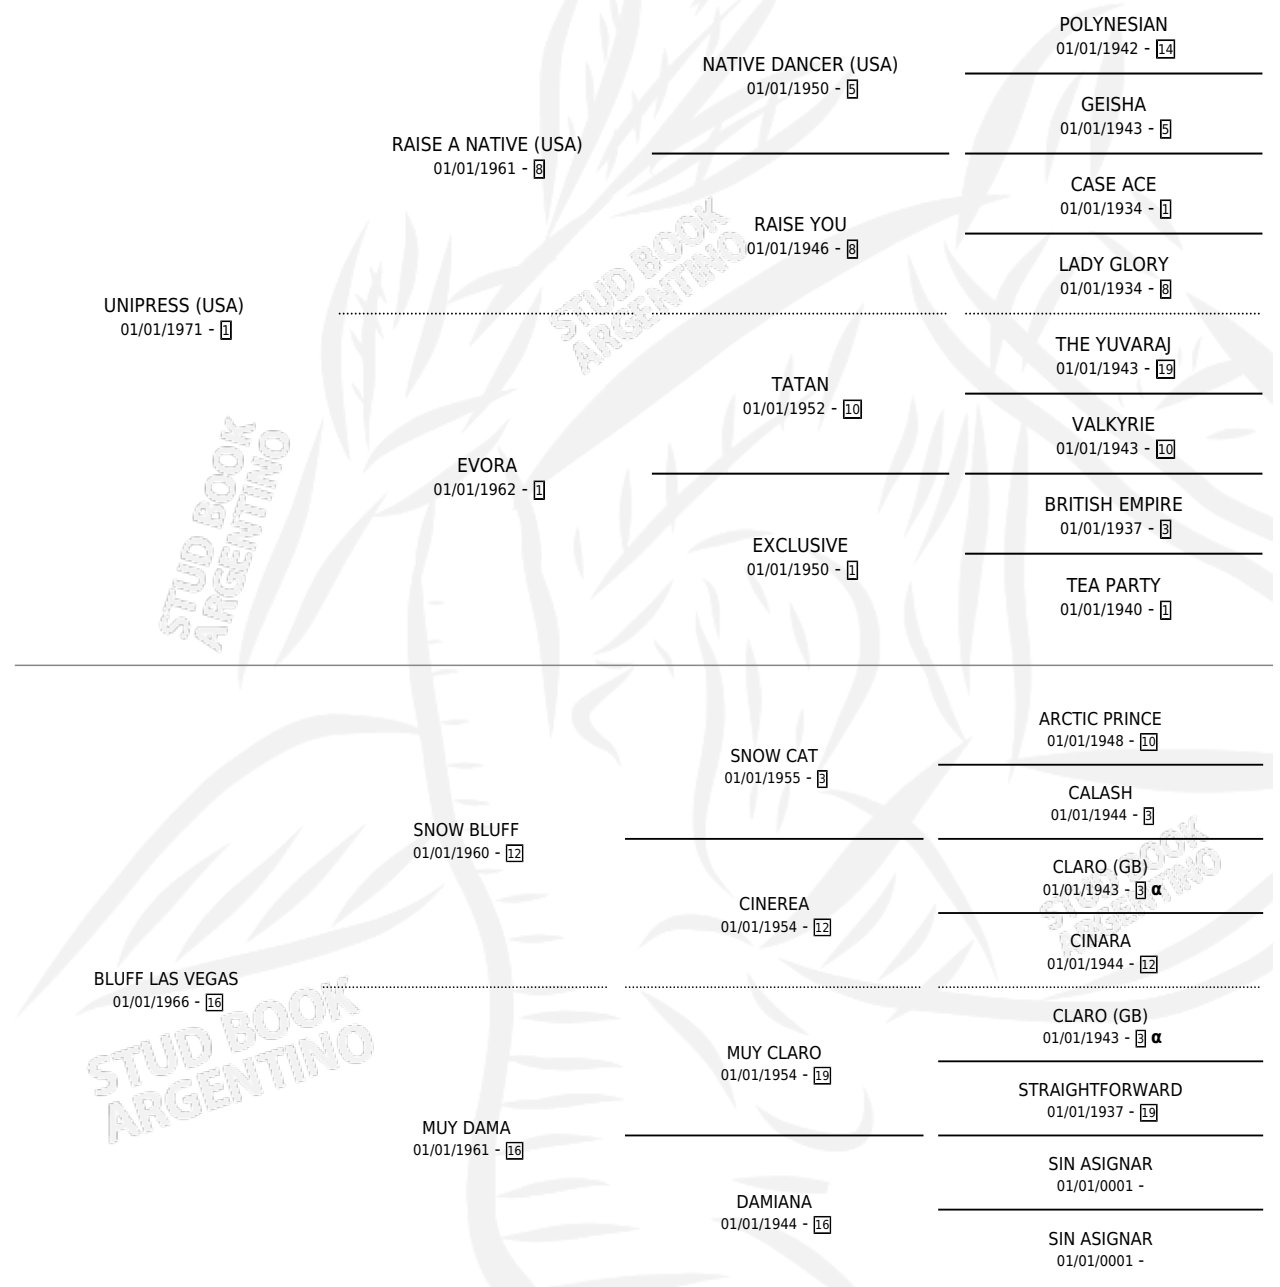 POLYNESIAN
01/01/1942 - 14
NATIVE DANCER (USA)
01/01/1950 - 5
GEISHA
01/01/1943 - 5
RAISE A NATIVE (USA)
01/01/1961 - 8
CASE ACE
01/01/1934 - 1
RAISE YOU
01/01/1946 - 8
LADY GLORY
01/01/1934 - 8
UNIPRESS (USA)
01/01/1971 - 1
THE YUVARAJ
01/01/1943 - 19
TATAN
01/01/1952 - 10
VALKYRIE
01/01/1943 - 10
EVORA
01/01/1962 - 1
BRITISH EMPIRE
01/01/1937 - 3
EXCLUSIVE
01/01/1950 - 1
TEA PARTY
01/01/1940 - 1
STUD BOOK
ARGENTINO
STUD BOOK
ARGENTINO
ARCTIC PRINCE
01/01/1948 - 10
SNOW CAT
01/01/1955 - 3
CALASH
01/01/1944 - 3
SNOW BLUFF
01/01/1960 - 12
CLARO (GB)
01/01/1943 - 3 α
CINEREA
01/01/1954 - 12
CINARA
01/01/1944 - 12
BLUFF LAS VEGAS
01/01/1966 - 16
CLARO (GB)
01/01/1943 - 3 α
MUY CLARO
01/01/1954 - 19
STRAIGHTFORWARD
01/01/1937 - 19
MUY DAMA
01/01/1961 - 16
SIN ASIGNAR
01/01/0001 -
DAMIANA
01/01/1944 - 16
SIN ASIGNAR
01/01/0001 -
STUD BOOK
ARGENTINO
STUD BOOK
ARGENTINO